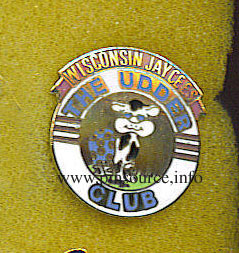 WISCONSIN JAYCEES
THE UDDER
www.pinsource.info
CLUB